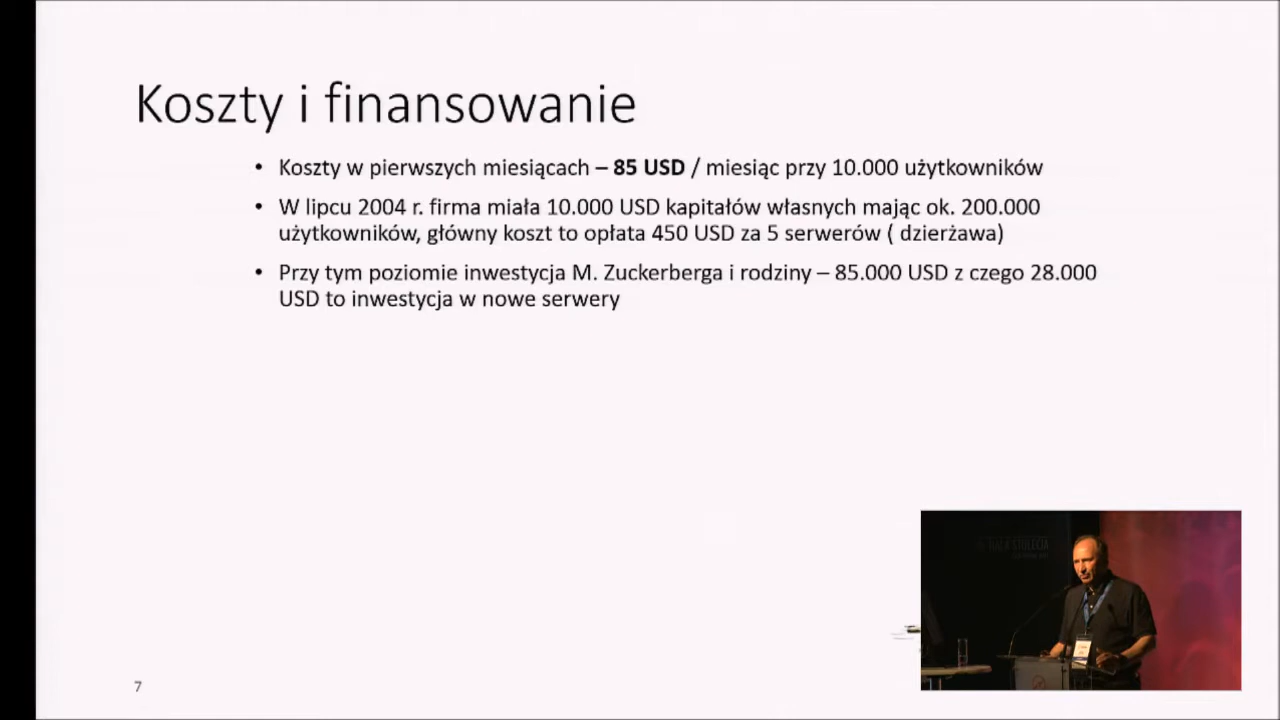 Koszty i finansowanie
• Koszty w pierwszych miesiącach – 85 USD / miesiąc przy 10.000 użytkowników
• W lipcu 2004 r. firma miała 10.000 USD kapitałów własnych mając ok. 200.000
użytkowników, główny koszt to opłata 450 USD za 5 serwerów ( dzierżawa)
• Przy tym poziomie inwestycja M. Zuckerberga i rodziny – 85.000 USD z czego 28.000
USD to inwestycja w nowe serwery
HALA STULECIA
7